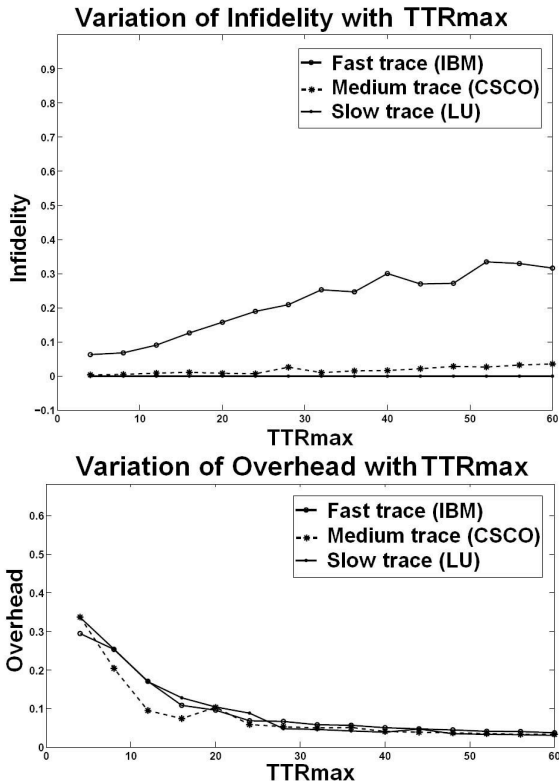 Variation of Infidelity with TTRmax
0.9
0.8
0.7
0.6
0.5
0.4
0.3
0.2
0.1
0
−0.1
Infidelity
Fast trace (IBM)
Medium trace (CSCO)
Slow trace (LU)
0 10 20 30 40 50 60
TTRmax
Variation of Overhead with TTRmax
0.6
0.5
0.4
0.3
0.2
0.1
0
Overhead
Fast trace (IBM)
Medium trace (CSCO)
Slow trace (LU)
0 10 20 30 40 50 60
TTRmax